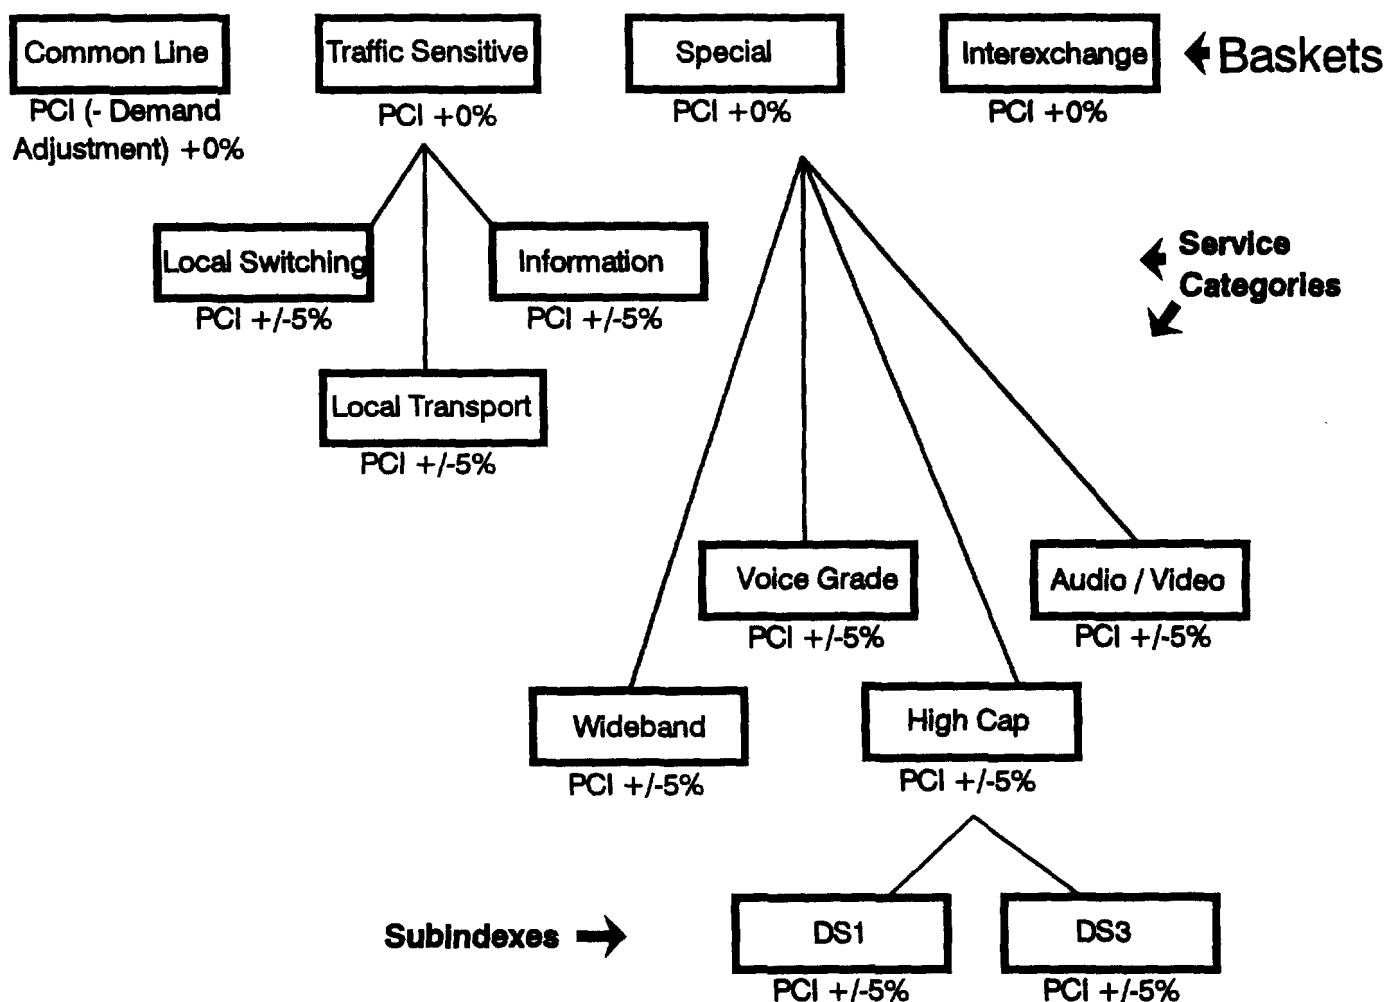 Common Line
Traffic Sensitive
Special
Interexchange
Baskets
PCI (- Demand
Adjustment) +0%
PCI +0%
PCI +0%
PCI +0%
Local Switching
PCI +/-5%
Information
PCI +/-5%
Service
Categories
Local Transport
PCI +/-5%
Voice Grade
PCI +/-5%
Audio / Video
PCI +/-5%
Wideband
PCI +/-5%
High Cap
PCI +/-5%
Subindexes
DS1
PCI +/-5%
DS3
PCI +/-5%